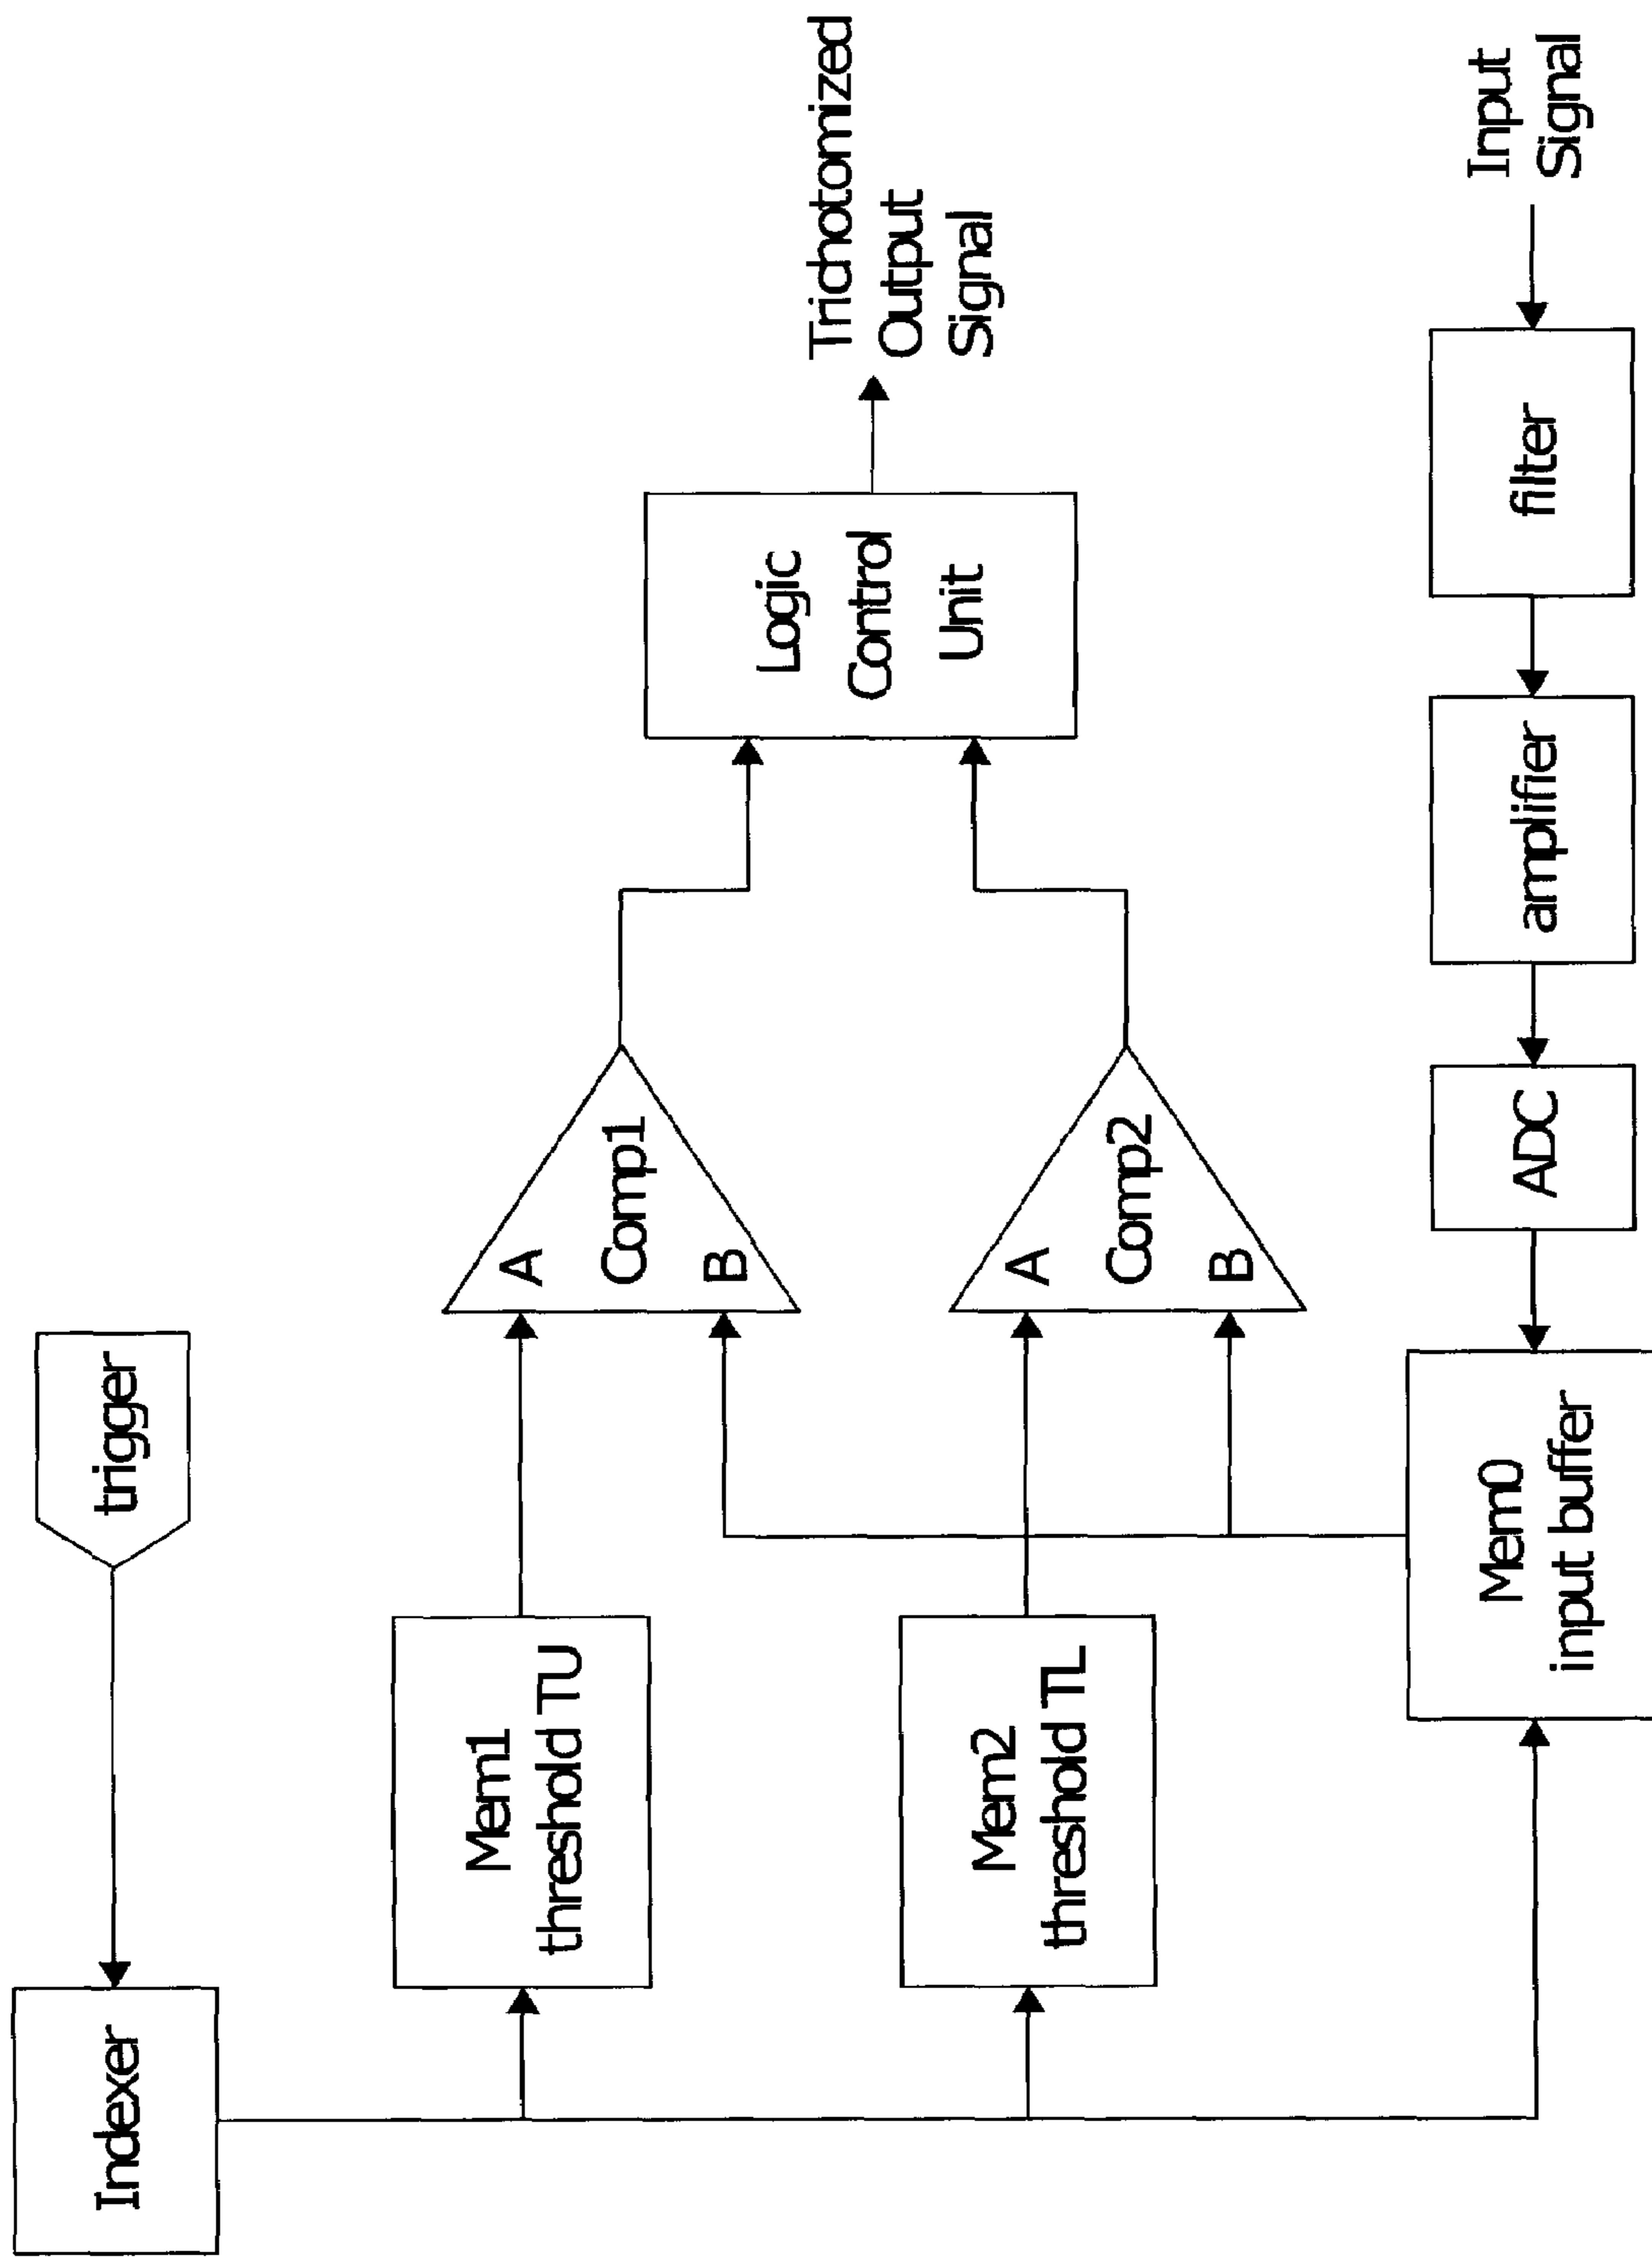 Indexer
trigger
Mem1
threshold TU
A
Comp1
B
Logic
Control
Unit
Trichotomized
Output
Signal
Mem2
threshold TL
A
Comp2
B
Mem0
input buffer
ADC
amplifier
filter
Input
Signal